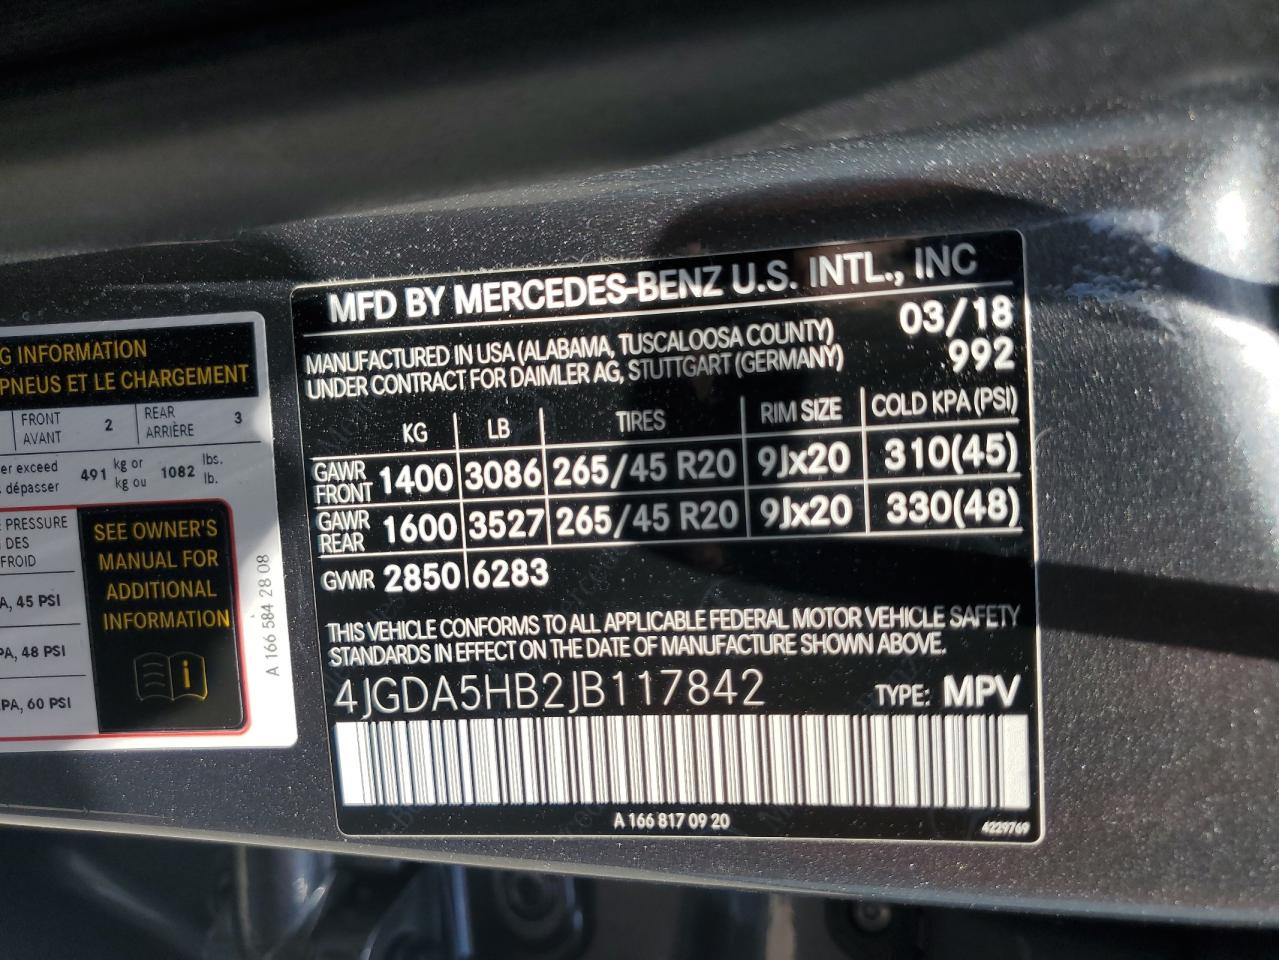 MFD BY MERCEDES-BENZ U.S. INTL., INC
MANUFACTURED IN USA (ALABAMA, TUSCALOOSA COUNTY) 03/18
UNDER CONTRACT FOR DAIMLER AG, STUTTGART (GERMANY) 992
KG LB TIRES RIM SIZE COLD KPA (PSI)
GAWR FRONT 1400 3086 265/45 R20 9Jx20 310(45)
GAWR REAR 1600 3527 265/45 R20 9Jx20 330(48)
GVWR 2850 6283
THIS VEHICLE CONFORMS TO ALL APPLICABLE FEDERAL MOTOR VEHICLE SAFETY
STANDARDS IN EFFECT ON THE DATE OF MANUFACTURE SHOWN ABOVE.
4JGDA5HB2JB117842 TYPE: MPV
A 166 817 09 20 4229769
G INFORMATION
PNEUS ET LE CHARGEMENT
FRONT AVANT 2 REAR ARRIÈRE 3
er exceed 491 kg or 1082 lbs.
dépasser kg ou lb.
PRESSURE
DES
FROID
A, 45 PSI
PA, 48 PSI
PA, 60 PSI
SEE OWNER'S
MANUAL FOR
ADDITIONAL
INFORMATION
i
A 166 584 28 08